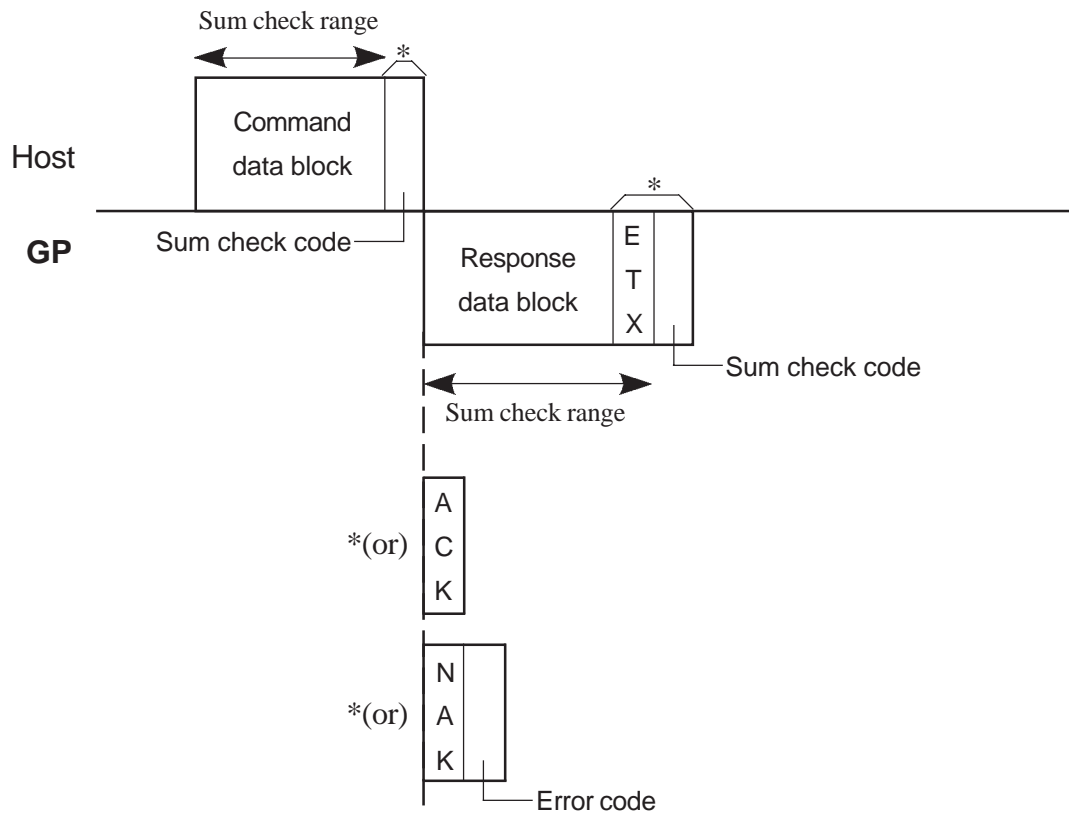 Sum check range
*
Command
data block
Host
*
GP
Sum check code
Response
data block
E
T
X
Sum check code
Sum check range
*(or)
A
C
K
*(or)
N
A
K
Error code